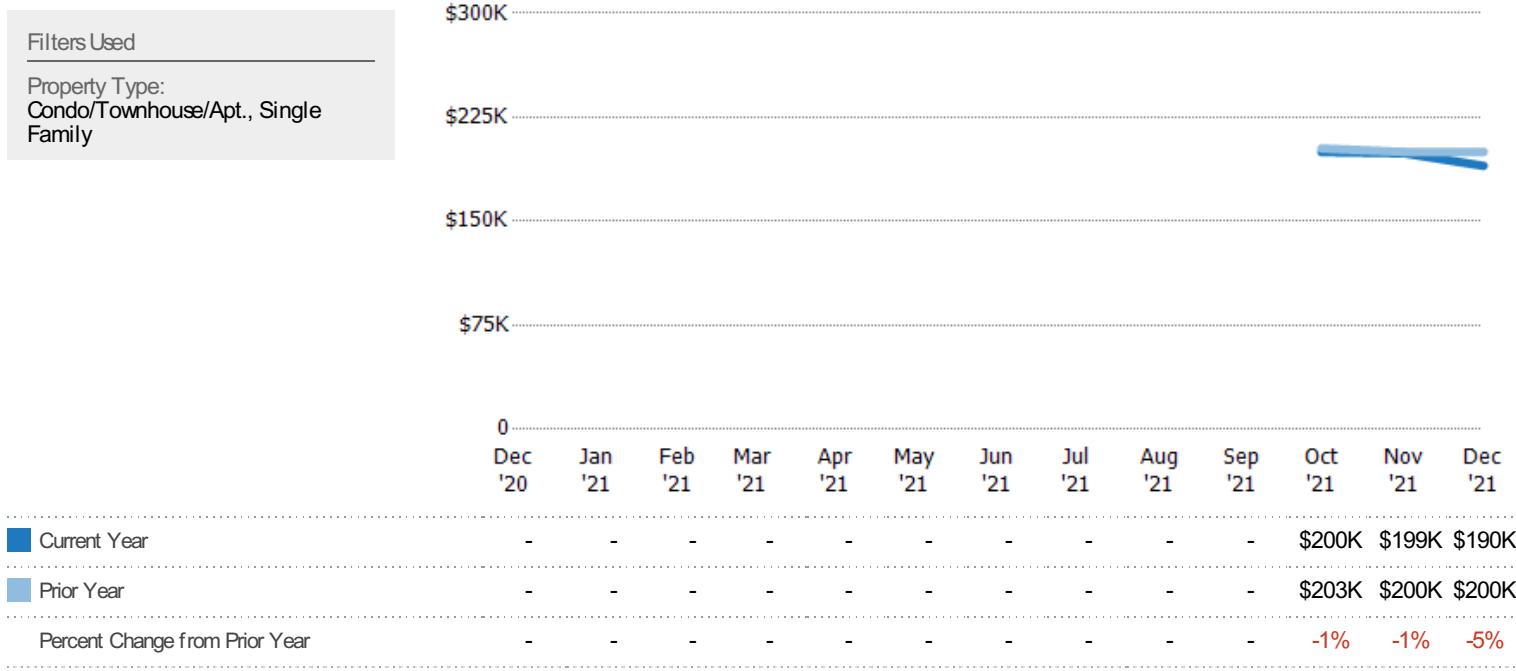 Filters Used
Property Type:
Condo/Townhouse/Apt., Single
Family
$300K
$225K
$150K
$75K
0
Dec Jan Feb Mar Apr May Jun Jul Aug Sep Oct Nov Dec
'20 '21 '21 '21 '21 '21 '21 '21 '21 '21 '21 '21 '21
Current Year - - - - - - - - - - $200K $199K $190K
Prior Year - - - - - - - - - - $203K $200K $200K
Percent Change from Prior Year - - - - - - - - - - -1% -1% -5%